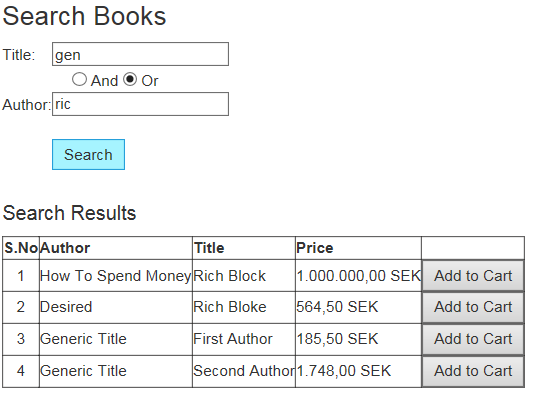 Search Books
Title: gen
And Or
Author: ric
Search
Search Results
S.No Author Title Price
1 How To Spend Money Rich Block 1.000.000,00 SEK Add to Cart
2 Desired Rich Bloke 564,50 SEK Add to Cart
3 Generic Title First Author 185,50 SEK Add to Cart
4 Generic Title Second Author 1.748,00 SEK Add to Cart